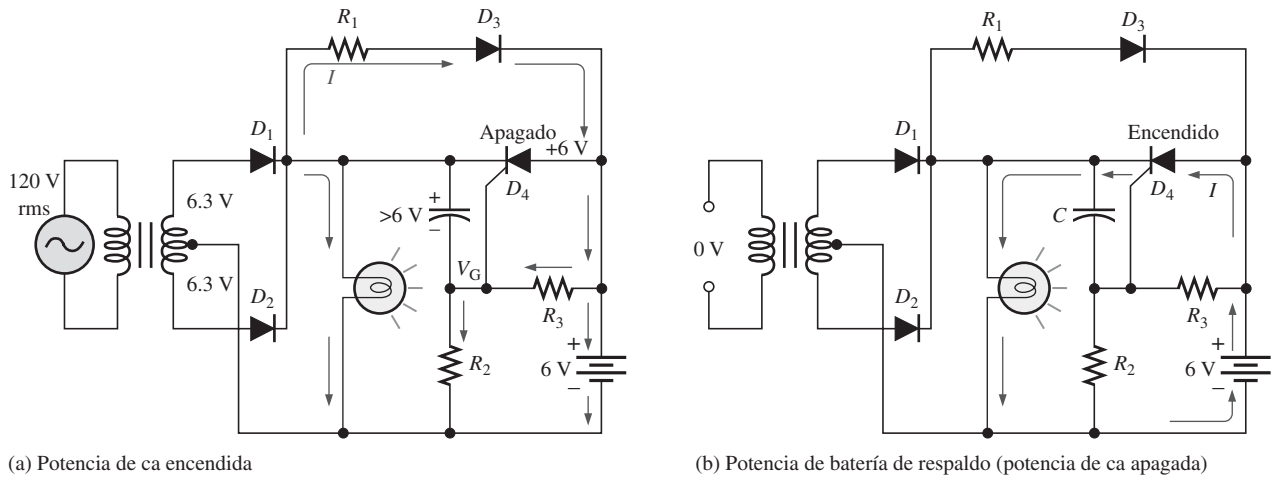 R1
D3
I
D1
Apagado
+6 V
120 V
rms
6.3 V
D4
>6 V
+
−
6.3 V
VG
D2
R3
R2
+
6 V
−
(a) Potencia de ca encendida
R1
D3
D1
Encendido
D4
I
C
0 V
D2
R3
R2
+
6 V
−
(b) Potencia de batería de respaldo (potencia de ca apagada)